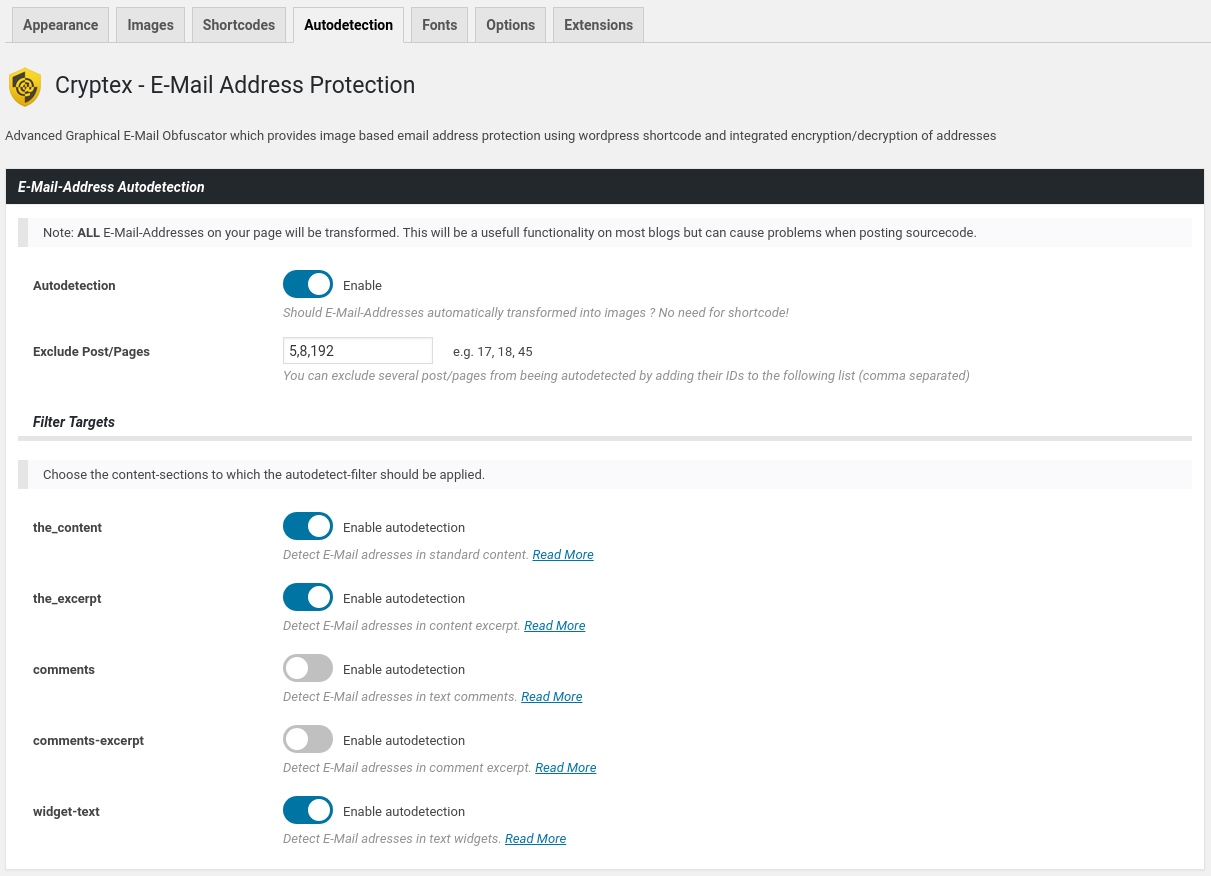 Appearance Images Shortcodes Autodetection Fonts Options Extensions
Cryptex - E-Mail Address Protection
Advanced Graphical E-Mail Obfuscator which provides image based email address protection using wordpress shortcode and integrated encryption/decryption of addresses
E-Mail-Address Autodetection
Note: ALL E-Mail-Addresses on your page will be transformed. This will be a usefull functionality on most blogs but can cause problems when posting sourcecode.
Autodetection Enable
Should E-Mail-Addresses automatically transformed into images ? No need for shortcode!
Exclude Post/Pages 5,8,192 e.g. 17, 18, 45
You can exclude several post/pages from beeing autodetected by adding their IDs to the following list (comma separated)
Filter Targets
Choose the content-sections to which the autodetect-filter should be applied.
the_content Enable autodetection
Detect E-Mail adresses in standard content. Read More
the_excerpt Enable autodetection
Detect E-Mail adresses in content excerpt. Read More
comments Enable autodetection
Detect E-Mail adresses in text comments. Read More
comments-excerpt Enable autodetection
Detect E-Mail adresses in comment excerpt. Read More
widget-text Enable autodetection
Detect E-Mail adresses in text widgets. Read More